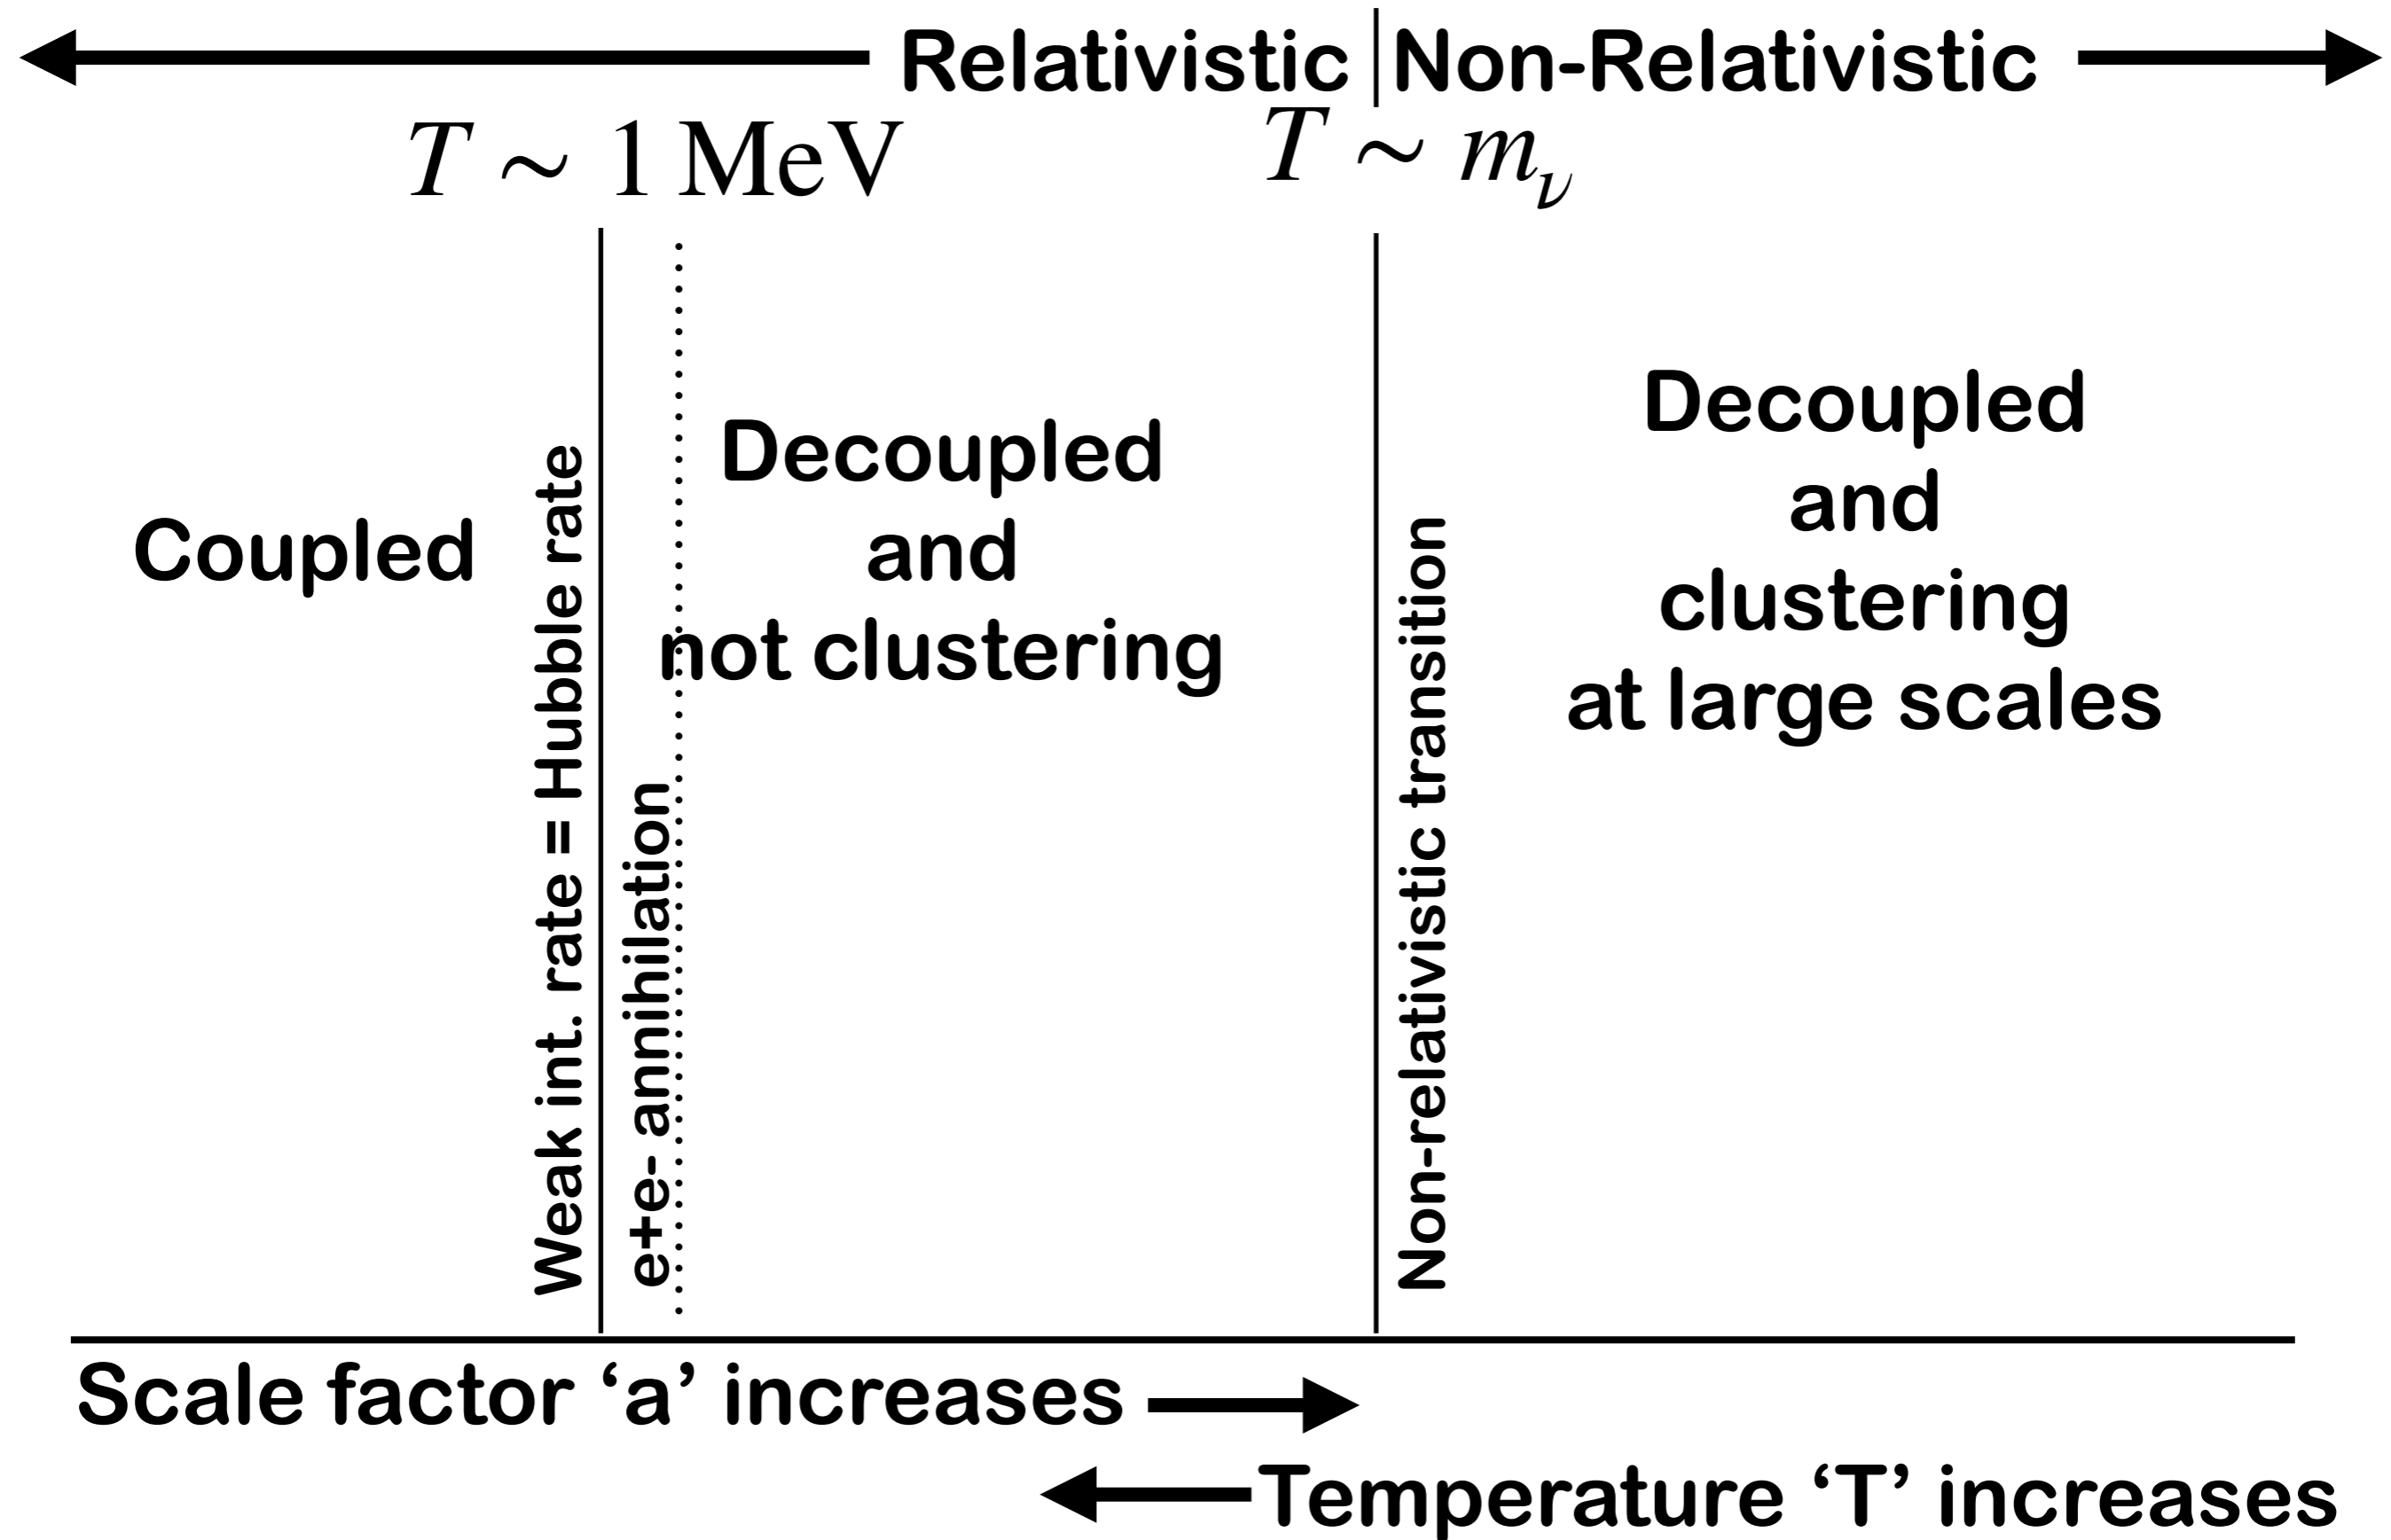 Relativistic Non-Relativistic
T ∼ 1 MeV
T ∼ mν
Coupled
Weak int. rate = Hubble rate
e+e- annihilation
Decoupled
and
not clustering
Non-relativistic transition
Decoupled
and
clustering
at large scales
Scale factor ‘a’ increases
Temperature ‘T’ increases